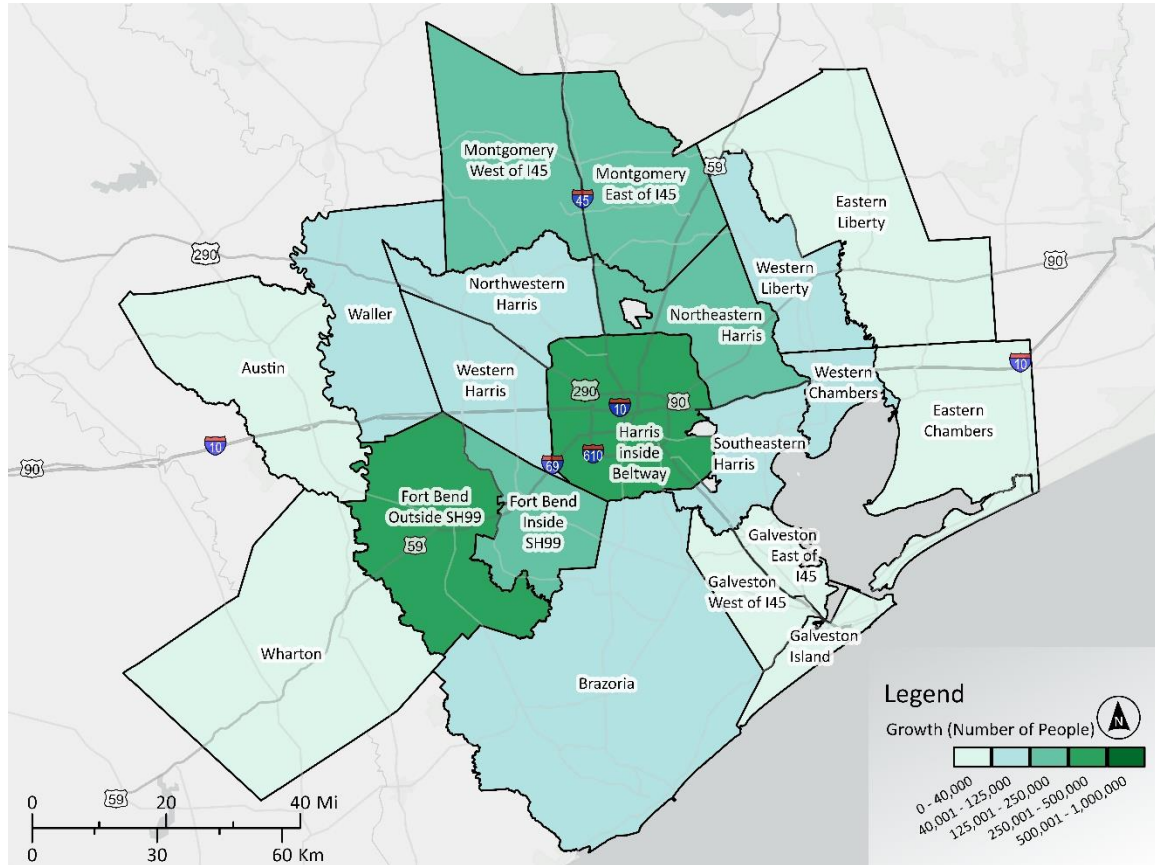 Montgomery
West of I45
Montgomery
East of I45
59
45
Eastern
Liberty
290
90
Northwestern
Harris
Western
Liberty
Waller
Northeastern
Harris
Austin
Western
Harris
Western
Chambers
10
290
10
90
Eastern
Chambers
Harris
inside
Beltway
Southeastern
Harris
10
90
69
610
Fort Bend
Outside SH99
Fort Bend
Inside
SH99
59
Galveston
East of
I45
Galveston
West of I45
Galveston
Island
Wharton
Brazoria
Legend
Growth (Number of People)
N
0 - 40,000
40,001 - 125,000
125,001 - 250,000
250,001 - 500,000
500,001 - 1,000,000
59
0 20 40 Mi
0 30 60 Km